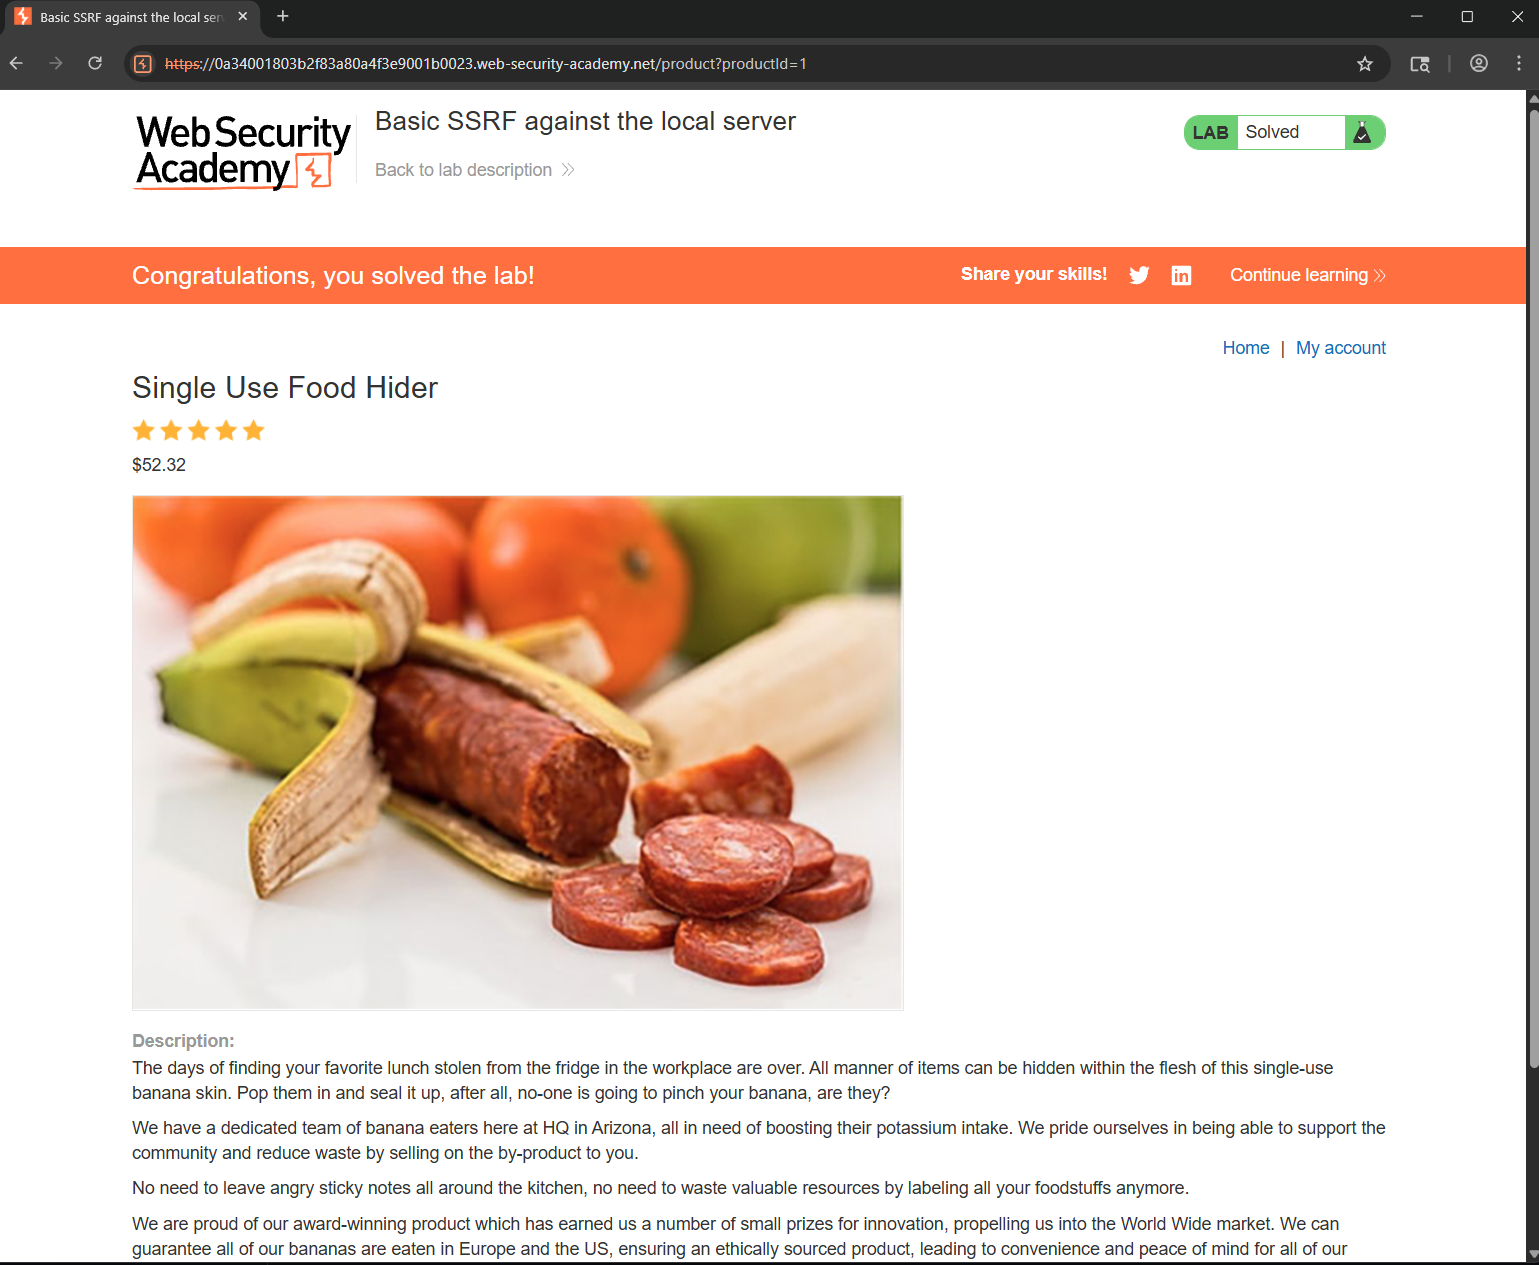 Basic SSRF against the local ser
https://0a34001803b2f83a80a4f3e9001b0023.web-security-academy.net/product?productId=1
Web Security
Academy
Basic SSRF against the local server
Back to lab description
LAB Solved
Congratulations, you solved the lab!
Share your skills!
Continue learning
Home | My account
Single Use Food Hider
$52.32
Description:
The days of finding your favorite lunch stolen from the fridge in the workplace are over. All manner of items can be hidden within the flesh of this single-use
banana skin. Pop them in and seal it up, after all, no-one is going to pinch your banana, are they?
We have a dedicated team of banana eaters here at HQ in Arizona, all in need of boosting their potassium intake. We pride ourselves in being able to support the
community and reduce waste by selling on the by-product to you.
No need to leave angry sticky notes all around the kitchen, no need to waste valuable resources by labeling all your foodstuffs anymore.
We are proud of our award-winning product which has earned us a number of small prizes for innovation, propelling us into the World Wide market. We can
guarantee all of our bananas are eaten in Europe and the US, ensuring an ethically sourced product, leading to convenience and peace of mind for all of our